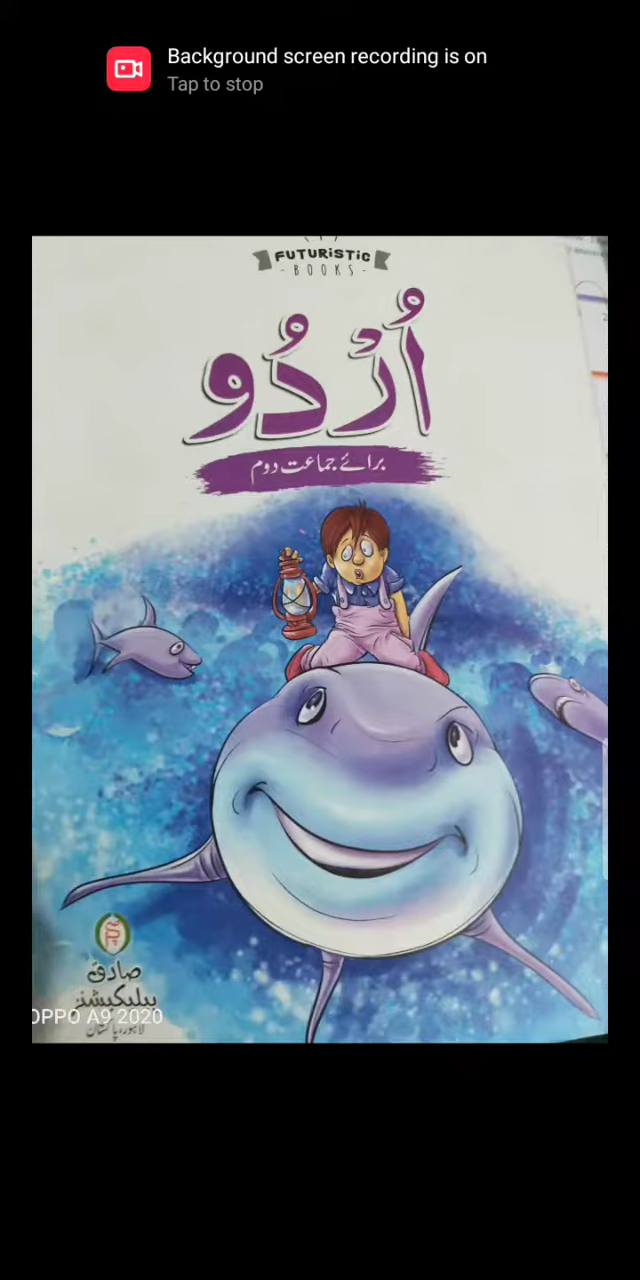 Background screen recording is on
Tap to stop
FUTURISTIC
- BOOKS -
اُرْدُو
برائے جماعت دوم
صادق
پبلیکیشنز
لاہور، پاکستان
OPPO A9 2020